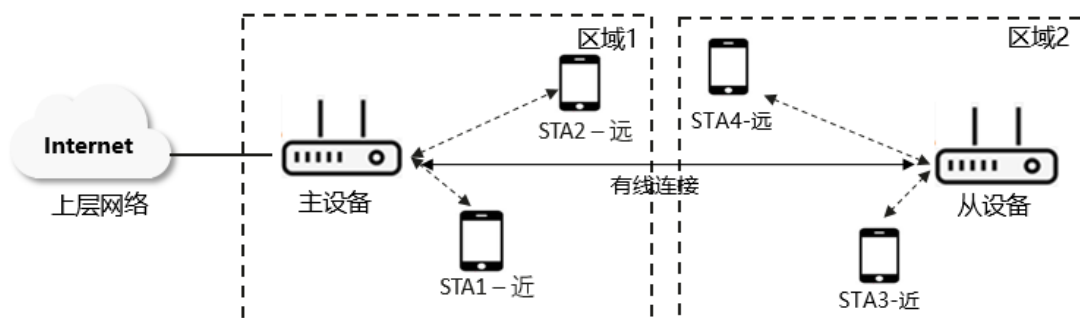 区域1
区域2
STA2 – 远
STA4-远
Internet
上层网络
主设备
有线连接
从设备
STA1 – 近
STA3-近